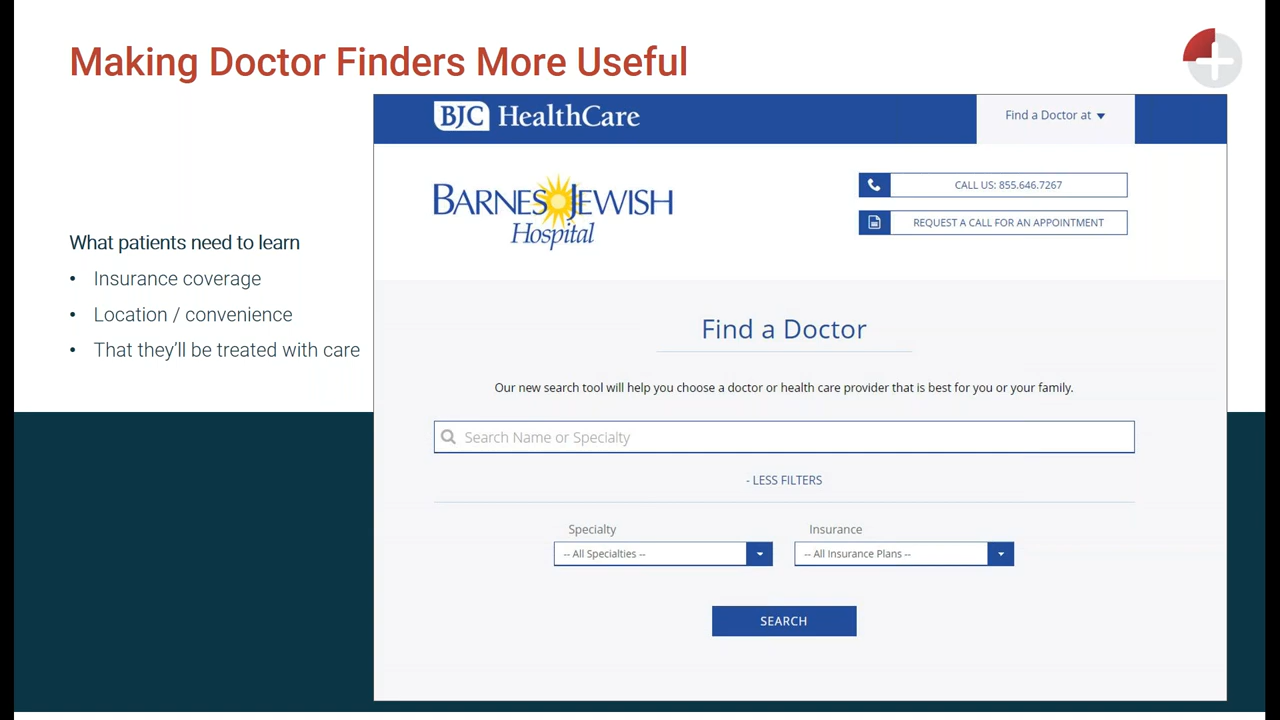 Making Doctor Finders More Useful
What patients need to learn
• Insurance coverage
• Location / convenience
• That they'll be treated with care
BJC HealthCare
Find a Doctor at
BARNES JEWISH
Hospital
CALL US: 855.646.7267
REQUEST A CALL FOR AN APPOINTMENT
Find a Doctor
Our new search tool will help you choose a doctor or health care provider that is best for you or your family.
Search Name or Specialty
- LESS FILTERS
Specialty
Insurance
-- All Specialties --
-- All Insurance Plans --
SEARCH